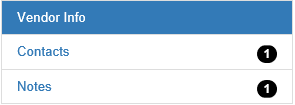 Vendor Info
Contacts 1
Notes 1